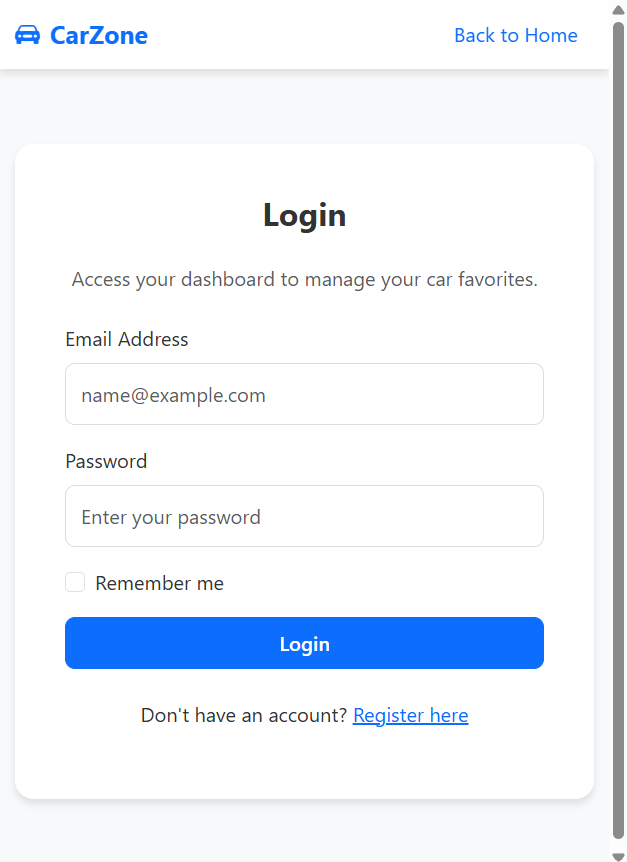 CarZone
Back to Home
Login
Access your dashboard to manage your car favorites.
Email Address
name@example.com
Password
Enter your password
Remember me
Login
Don't have an account? Register here